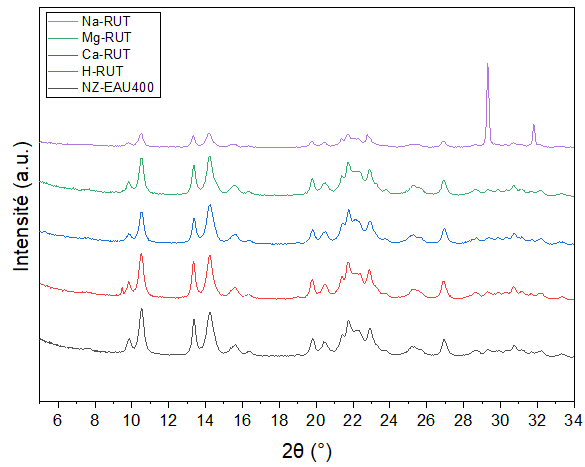 Na-RUT
Mg-RUT
Ca-RUT
H-RUT
NZ-EAU400
Intensité (a.u.)
6 8 10 12 14 16 18 20 22 24 26 28 30 32 34
2θ (°)